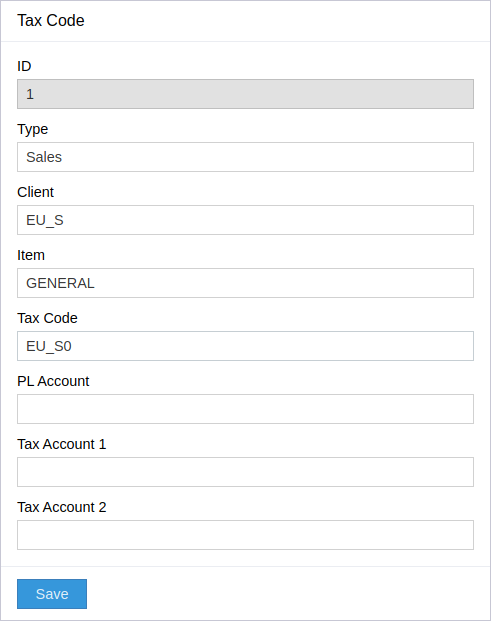 Tax Code
ID
1
Type
Sales
Client
EU_S
Item
GENERAL
Tax Code
EU_S0
PL Account
Tax Account 1
Tax Account 2
Save